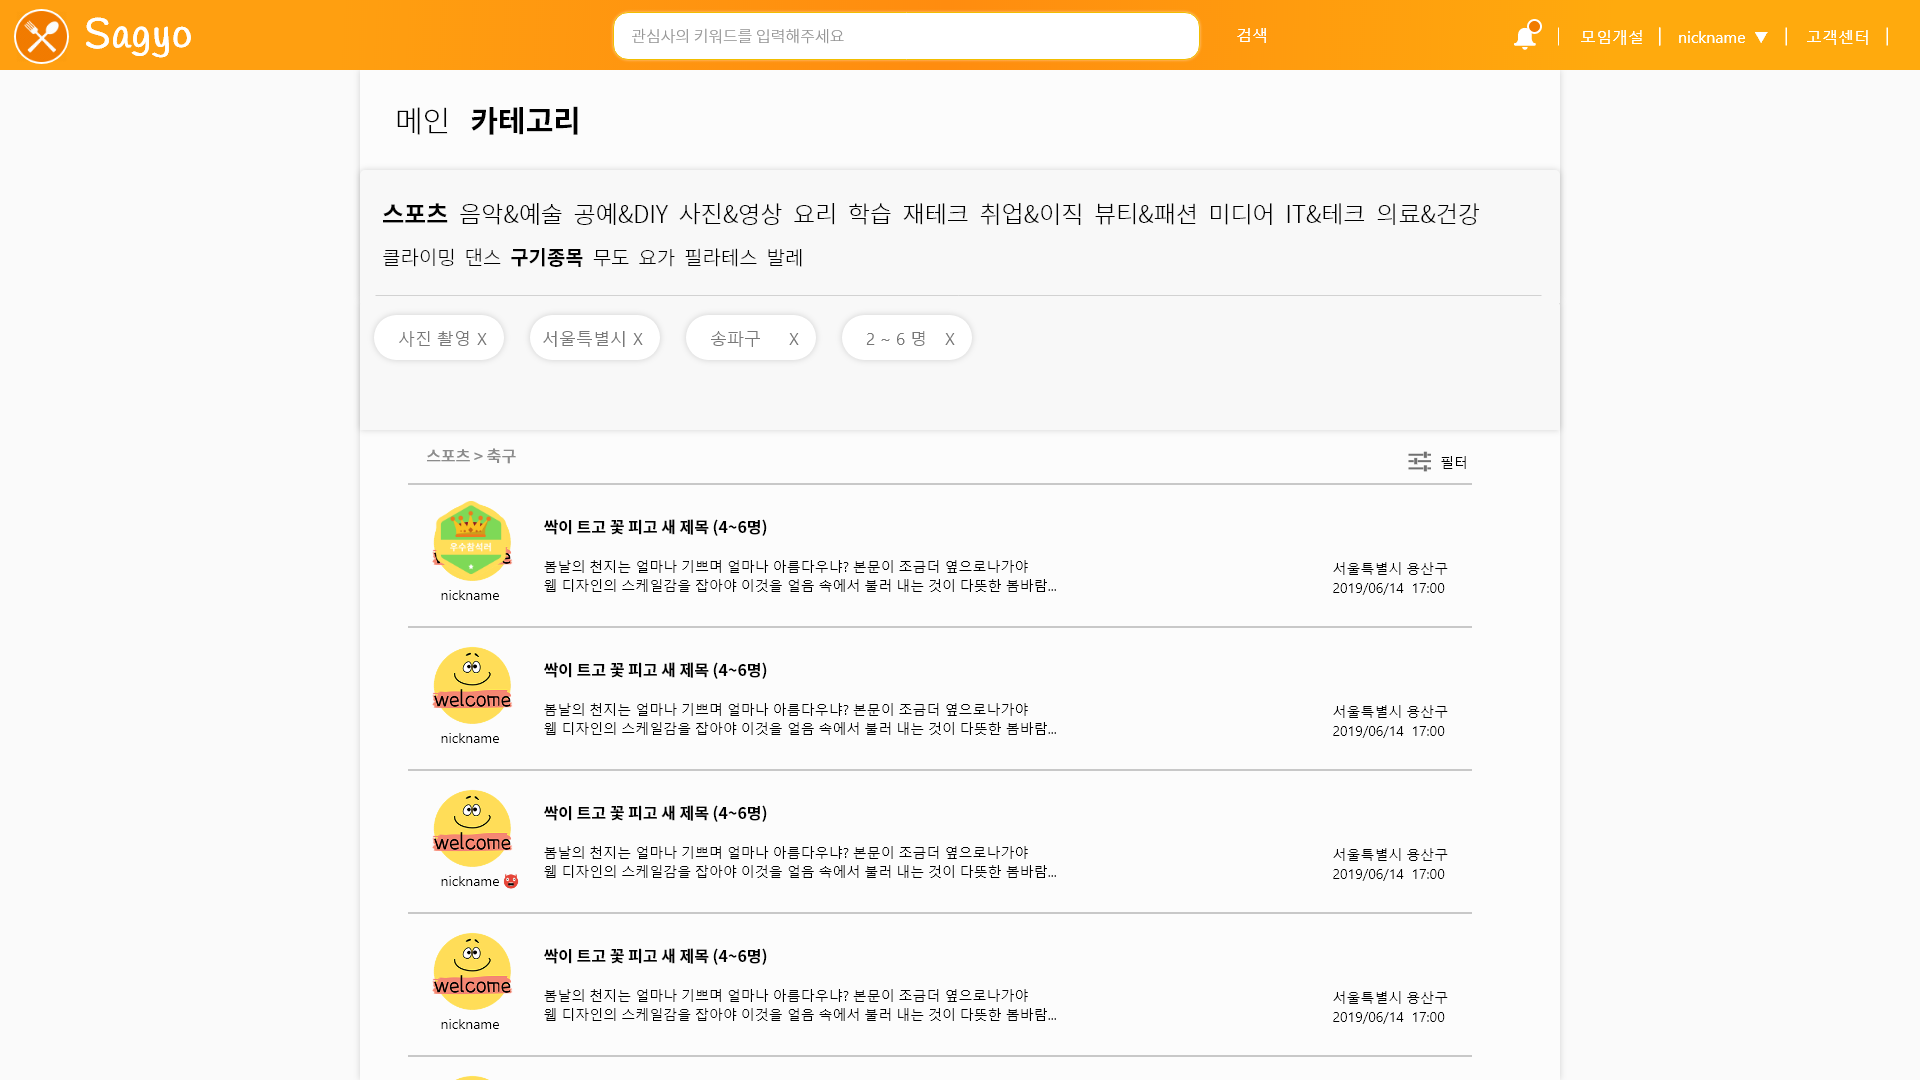 Sagyo 관심사의 키워드를 입력해주세요 검색 | 모임개설 | nickname ▼ | 고객센터 |
메인 카테고리
스포츠 음악&예술 공예&DIY 사진&영상 요리 학습 재테크 취업&이직 뷰티&패션 미디어 IT&테크 의료&건강
클라이밍 댄스 구기종목 무도 요가 필라테스 발레
사진 촬영 X 서울특별시 X 송파구 X 2 ~ 6 명 X
스포츠 > 축구 필터
싹이 트고 꽃 피고 새 제목 (4~6명)
우수참석러
봄날의 천지는 얼마나 기쁘며 얼마나 아름다우냐? 본문이 조금더 옆으로나가야
웹 디자인의 스케일감을 잡아야 이것을 얼음 속에서 불러 내는 것이 다뜻한 봄바람...
서울특별시 용산구
2019/06/14 17:00
nickname
싹이 트고 꽃 피고 새 제목 (4~6명)
welcome
봄날의 천지는 얼마나 기쁘며 얼마나 아름다우냐? 본문이 조금더 옆으로나가야
웹 디자인의 스케일감을 잡아야 이것을 얼음 속에서 불러 내는 것이 다뜻한 봄바람...
서울특별시 용산구
2019/06/14 17:00
nickname
싹이 트고 꽃 피고 새 제목 (4~6명)
welcome
봄날의 천지는 얼마나 기쁘며 얼마나 아름다우냐? 본문이 조금더 옆으로나가야
웹 디자인의 스케일감을 잡아야 이것을 얼음 속에서 불러 내는 것이 다뜻한 봄바람...
서울특별시 용산구
2019/06/14 17:00
nickname
싹이 트고 꽃 피고 새 제목 (4~6명)
welcome
봄날의 천지는 얼마나 기쁘며 얼마나 아름다우냐? 본문이 조금더 옆으로나가야
웹 디자인의 스케일감을 잡아야 이것을 얼음 속에서 불러 내는 것이 다뜻한 봄바람...
서울특별시 용산구
2019/06/14 17:00
nickname